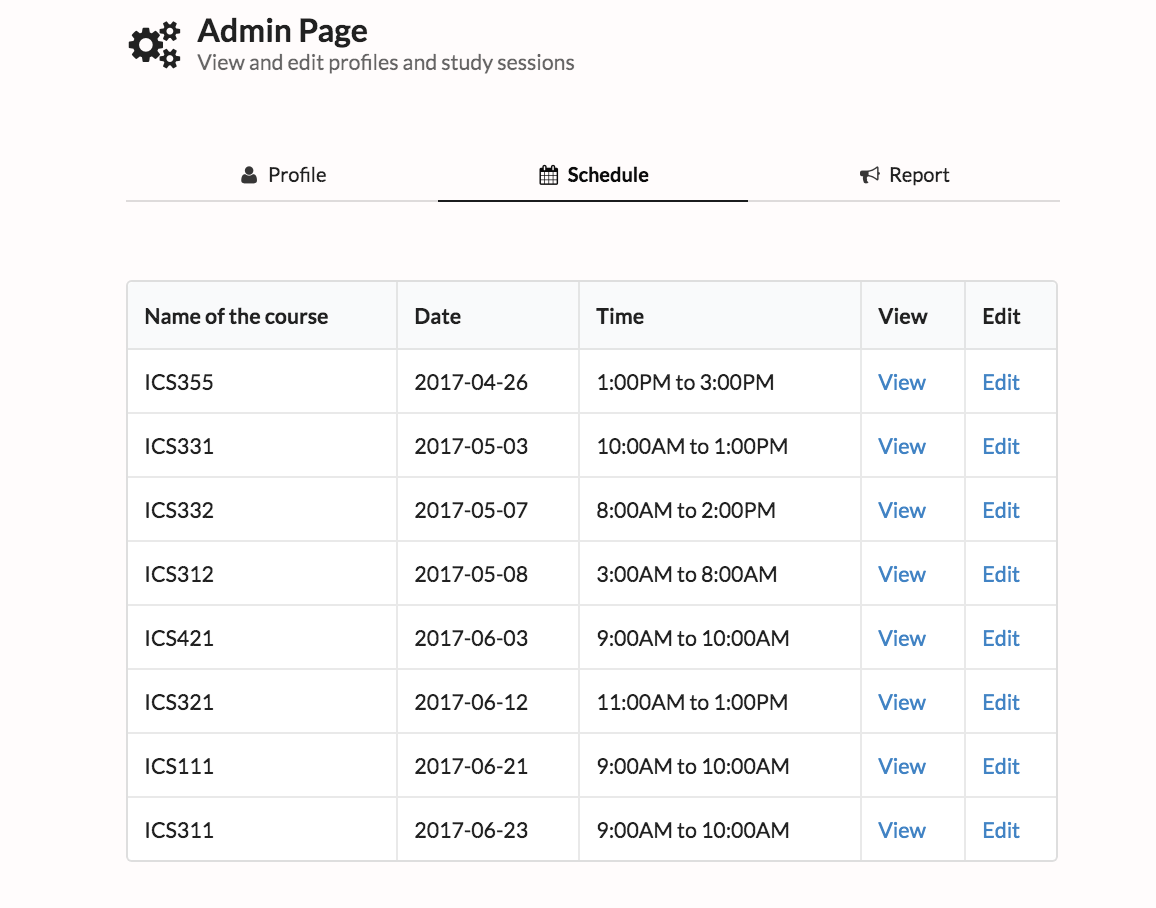 Admin Page
View and edit profiles and study sessions
Profile Schedule Report
Name of the course Date Time View Edit
ICS355 2017-04-26 1:00PM to 3:00PM View Edit
ICS331 2017-05-03 10:00AM to 1:00PM View Edit
ICS332 2017-05-07 8:00AM to 2:00PM View Edit
ICS312 2017-05-08 3:00AM to 8:00AM View Edit
ICS421 2017-06-03 9:00AM to 10:00AM View Edit
ICS321 2017-06-12 11:00AM to 1:00PM View Edit
ICS111 2017-06-21 9:00AM to 10:00AM View Edit
ICS311 2017-06-23 9:00AM to 10:00AM View Edit